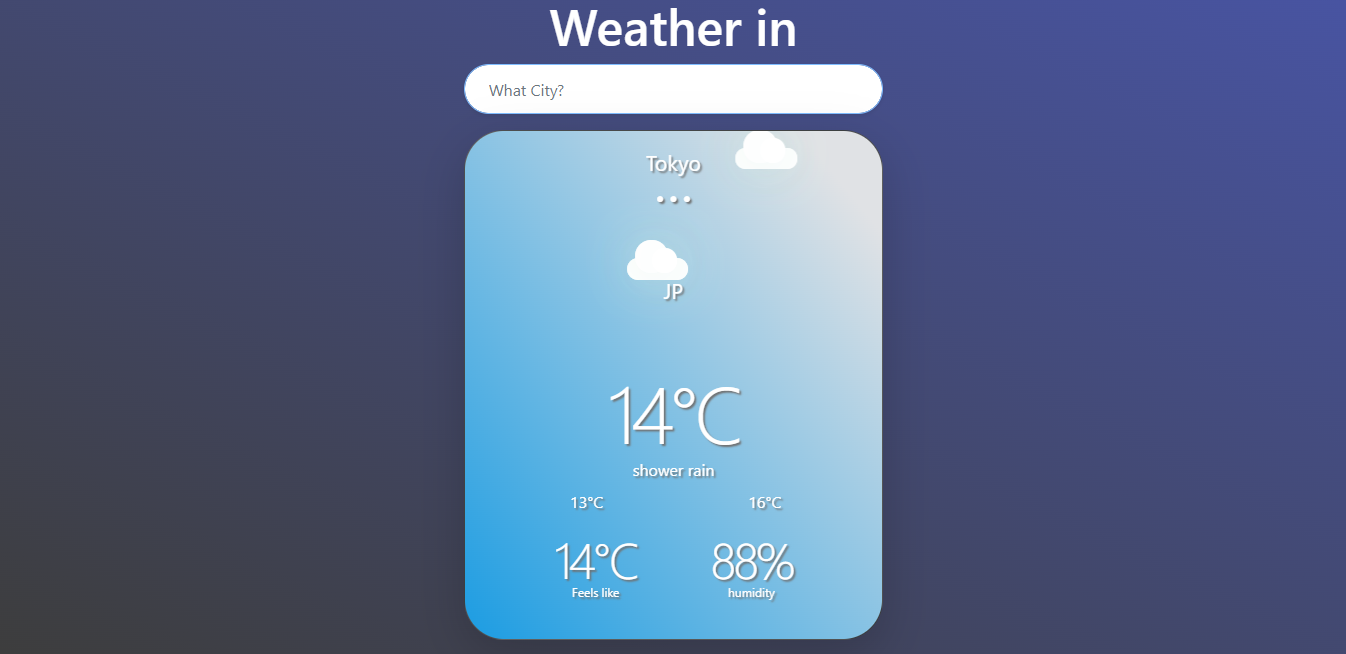 Weather in
What City?
Tokyo
JP
14°C
shower rain
13°C 16°C
14°C 88%
Feels like humidity